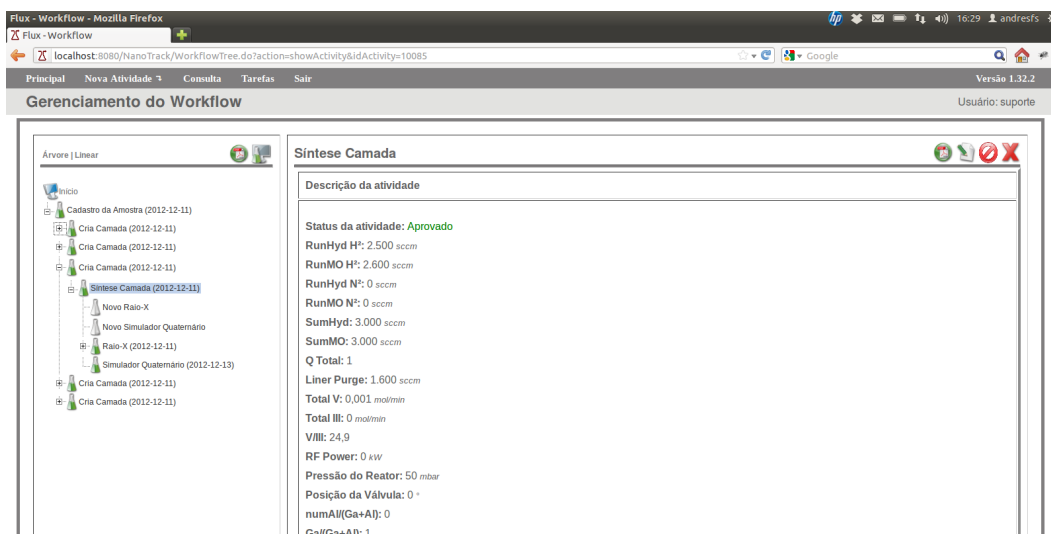 Flux - Workflow - Mozilla Firefox
hp
16:29 andresfs
Flux - Workflow
localhost:8080/NanoTrack/WorkflowTree.do?action=showActivity&idActivity=10085
Google
Principal Nova Atividade Consulta Tarefas Sair Versão 1.32.2
Gerenciamento do Workflow Usuário: suporte
Árvore | Linear
Início
Cadastro da Amostra (2012-12-11)
Cria Camada (2012-12-11)
Cria Camada (2012-12-11)
Cria Camada (2012-12-11)
Síntese Camada (2012-12-11)
Novo Raio-X
Novo Simulador Quaternário
Raio-X (2012-12-11)
Simulador Quaternário (2012-12-13)
Cria Camada (2012-12-11)
Cria Camada (2012-12-11)
Síntese Camada
Descrição da atividade
Status da atividade: Aprovado
RunHyd H²: 2.500 sccm
RunMO H²: 2.600 sccm
RunHyd N²: 0 sccm
RunMO N²: 0 sccm
SumHyd: 3.000 sccm
SumMO: 3.000 sccm
Q Total: 1
Liner Purge: 1.600 sccm
Total V: 0,001 mol/min
Total III: 0 mol/min
V/III: 24,9
RF Power: 0 kW
Pressão do Reator: 50 mbar
Posição da Válvula: 0 °
numAl/(Ga+Al): 0
Ga/(Ga+Al): 1